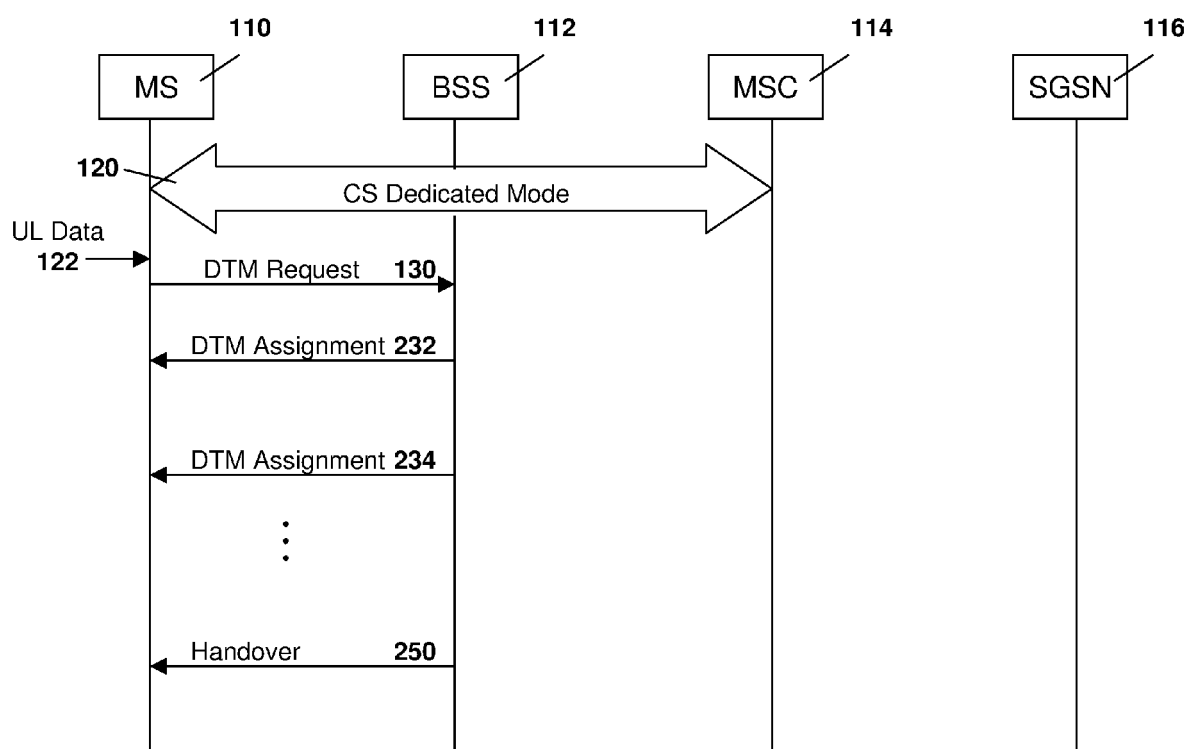 110 112 114 116
MS BSS MSC SGSN
120
CS Dedicated Mode
UL Data
122
DTM Request 130
DTM Assignment 232
DTM Assignment 234
Handover 250